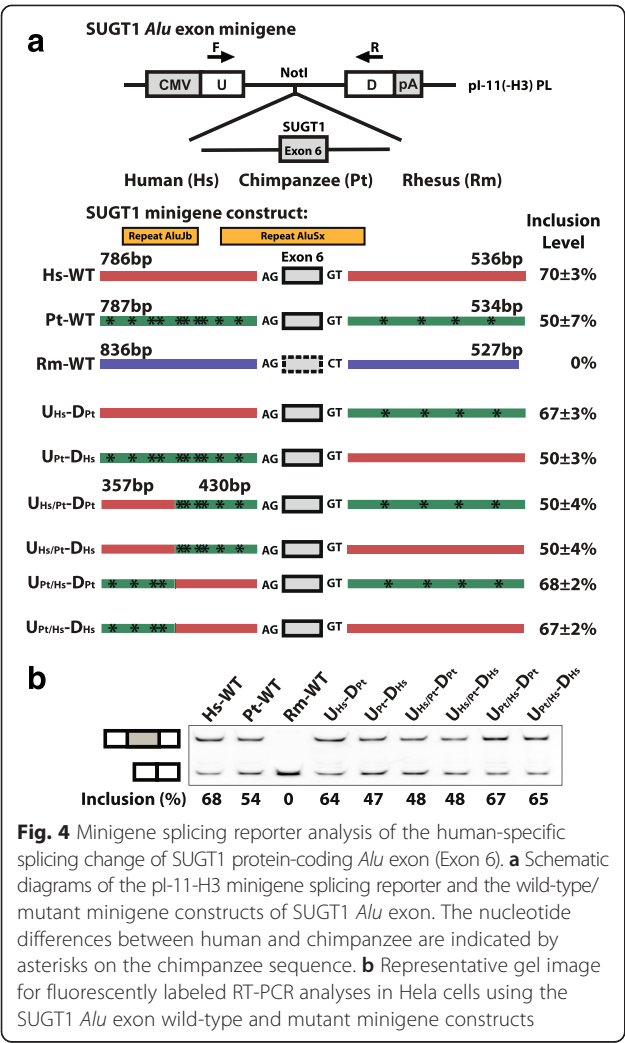 a
SUGT1 Alu exon minigene
F
R
CMV U NotI D pA pI-11(-H3) PL
SUGT1
Exon 6
Human (Hs) Chimpanzee (Pt) Rhesus (Rm)
SUGT1 minigene construct:
Inclusion
Level
Repeat AluJb Repeat AluSx
786bp Exon 6 536bp
Hs-WT AG GT 70±3%
787bp 534bp
Pt-WT * * ** *** * * AG GT * * * * 50±7%
836bp 527bp
Rm-WT AG CT 0%
UHs-DPt AG GT * * * * 67±3%
UPt-DHs * * ** *** * * AG GT 50±3%
357bp 430bp
UHs/Pt-DPt *** * * AG GT * * * * 50±4%
UHs/Pt-DHs *** * * AG GT 50±4%
UPt/Hs-DPt * * ** AG GT * * * * 68±2%
UPt/Hs-DHs * * ** AG GT 67±2%
b
Hs-WT Pt-WT Rm-WT UHs-DPt UPt-DHs UHs/Pt-DPt UHs/Pt-DHs UPt/Hs-DPt UPt/Hs-DHs
Inclusion (%) 68 54 0 64 47 48 48 67 65
Fig. 4 Minigene splicing reporter analysis of the human-specific
splicing change of SUGT1 protein-coding Alu exon (Exon 6). a Schematic
diagrams of the pI-11-H3 minigene splicing reporter and the wild-type/
mutant minigene constructs of SUGT1 Alu exon. The nucleotide
differences between human and chimpanzee are indicated by
asterisks on the chimpanzee sequence. b Representative gel image
for fluorescently labeled RT-PCR analyses in Hela cells using the
SUGT1 Alu exon wild-type and mutant minigene constructs